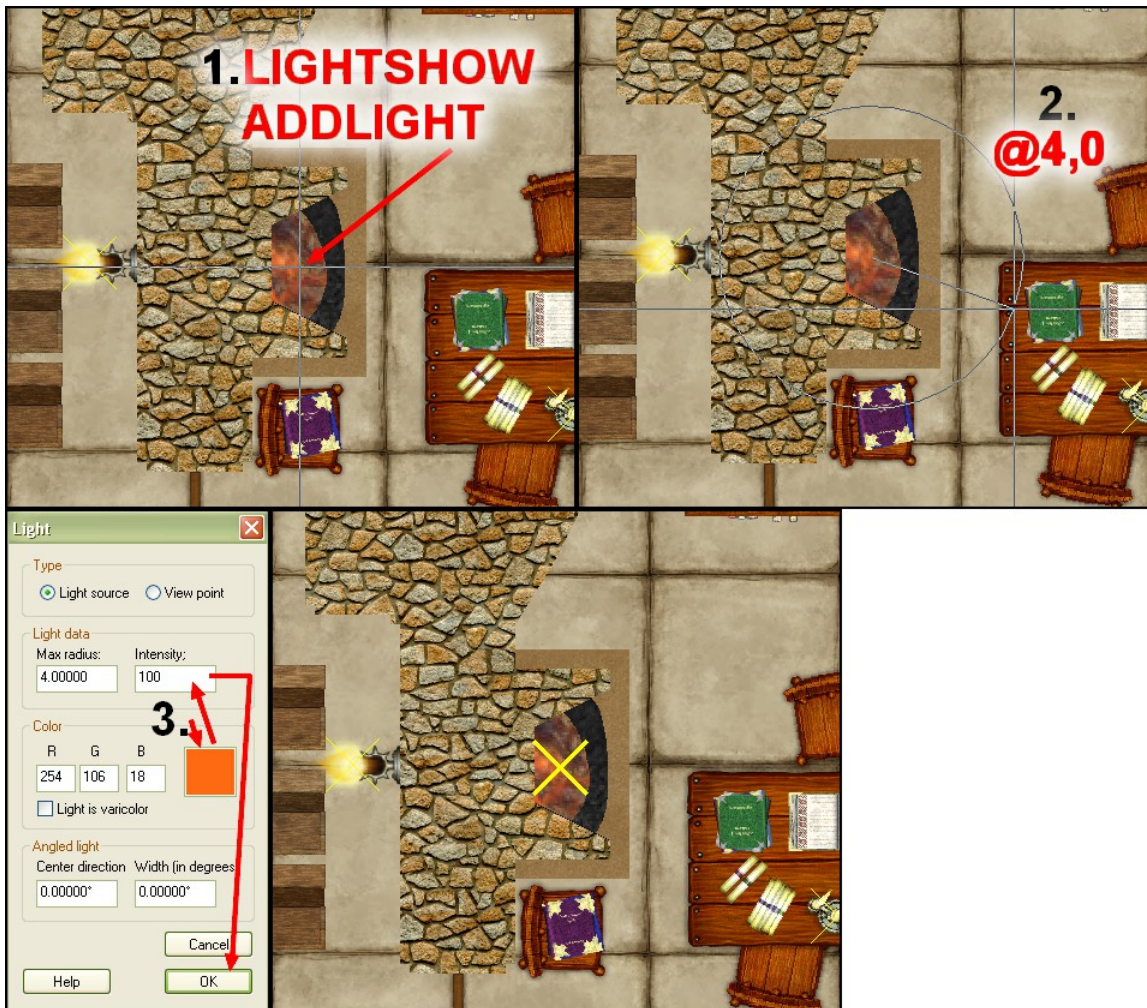 1.LIGHTSHOW
ADDLIGHT
2.
@4,0
Light
Type
Light source View point
Light data
Max radius: Intensity;
4.00000 100
3.
Color
R G B
254 106 18
Light is varicolor
Angled light
Center direction Width (in degrees
0.00000° 0.00000°
Cancel
Help OK